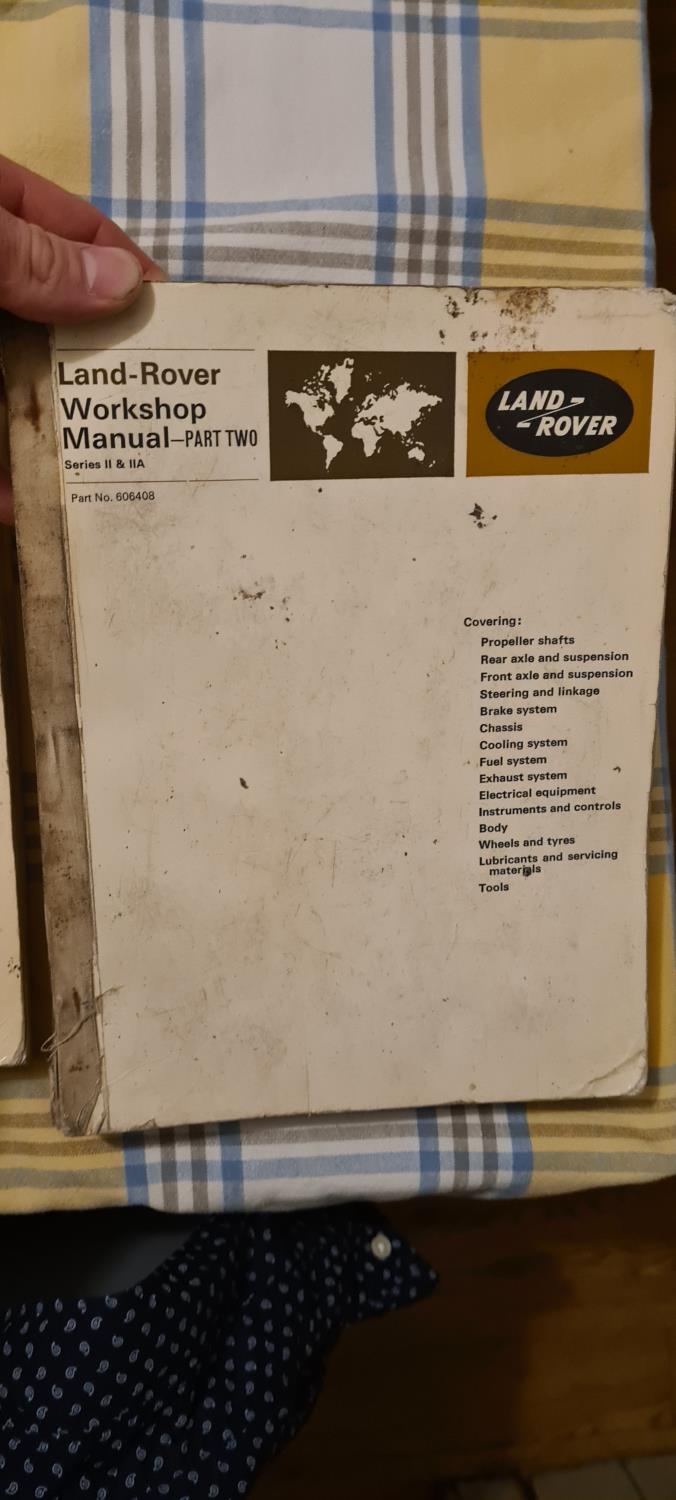 Land-Rover
Workshop
Manual—PART TWO
Series II & IIA
Part No. 606408
LAND-
-ROVER
Covering:
Propeller shafts
Rear axle and suspension
Front axle and suspension
Steering and linkage
Brake system
Chassis
Cooling system
Fuel system
Exhaust system
Electrical equipment
Instruments and controls
Body
Wheels and tyres
Lubricants and servicing
materials
Tools